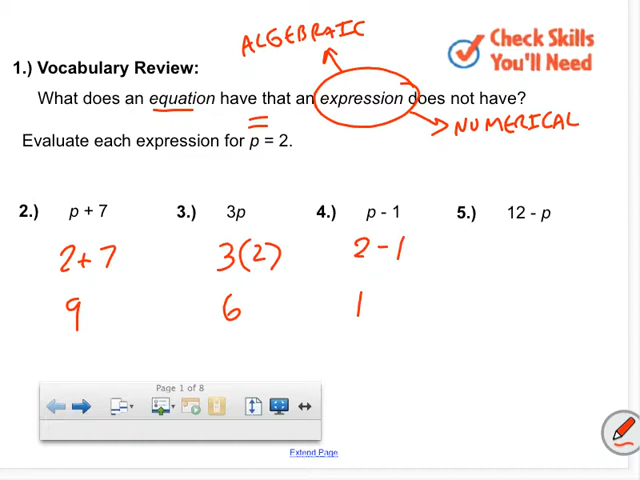 ALGEBRAIC
Check Skills
You'll Need
1.) Vocabulary Review:
What does an equation have that an expression does not have?
=
NUMERICAL
Evaluate each expression for p = 2.
2.) p + 7 3.) 3p 4.) p - 1 5.) 12 - p
2 + 7 3(2) 2 - 1
9 6 1
Page 1 of 8
Extend Page